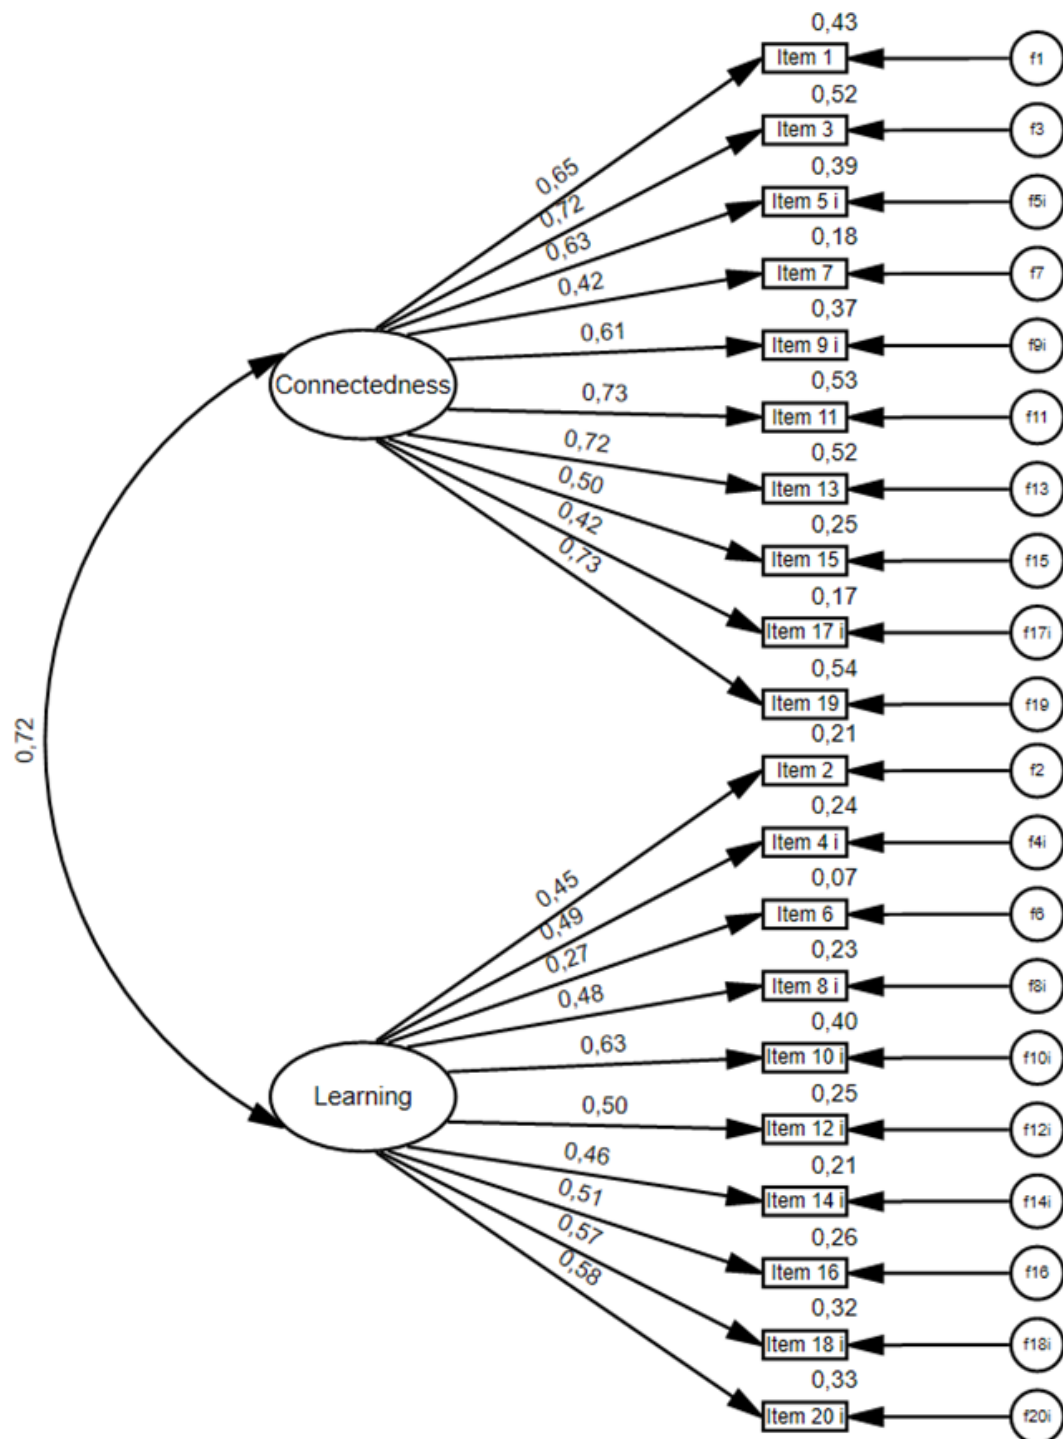 0,43
Item 1
f1
0,52
Item 3
f3
0,65
0,39
Item 5 i
f5i
0,72
0,18
0,63
Item 7
f7
0,42
0,37
0,61
Item 9 i
f9i
Connectedness
0,73
0,53
Item 11
f11
0,72
0,52
Item 13
f13
0,50
0,42
0,25
0,73
Item 15
f15
0,17
Item 17 i
f17i
0,54
Item 19
f19
0,72
0,21
Item 2
f2
0,24
Item 4 i
f4i
0,45
0,07
0,49
Item 6
f6
0,27
0,23
0,48
Item 8 i
f8i
0,40
0,63
Item 10 i
f10i
Learning
0,50
0,25
Item 12 i
f12i
0,46
0,21
0,51
Item 14 i
f14i
0,57
0,26
0,58
Item 16
f16
0,32
Item 18 i
f18i
0,33
Item 20 i
f20i